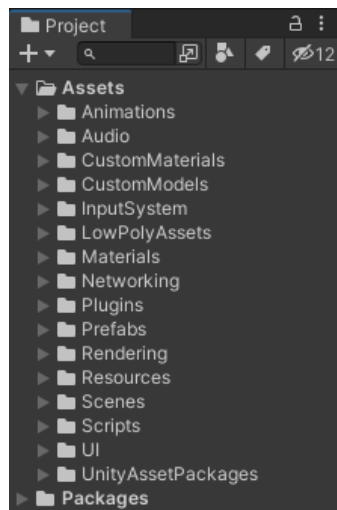 Project
12
Assets
Animations
Audio
CustomMaterials
CustomModels
InputSystem
LowPolyAssets
Materials
Networking
Plugins
Prefabs
Rendering
Resources
Scenes
Scripts
UI
UnityAssetPackages
Packages